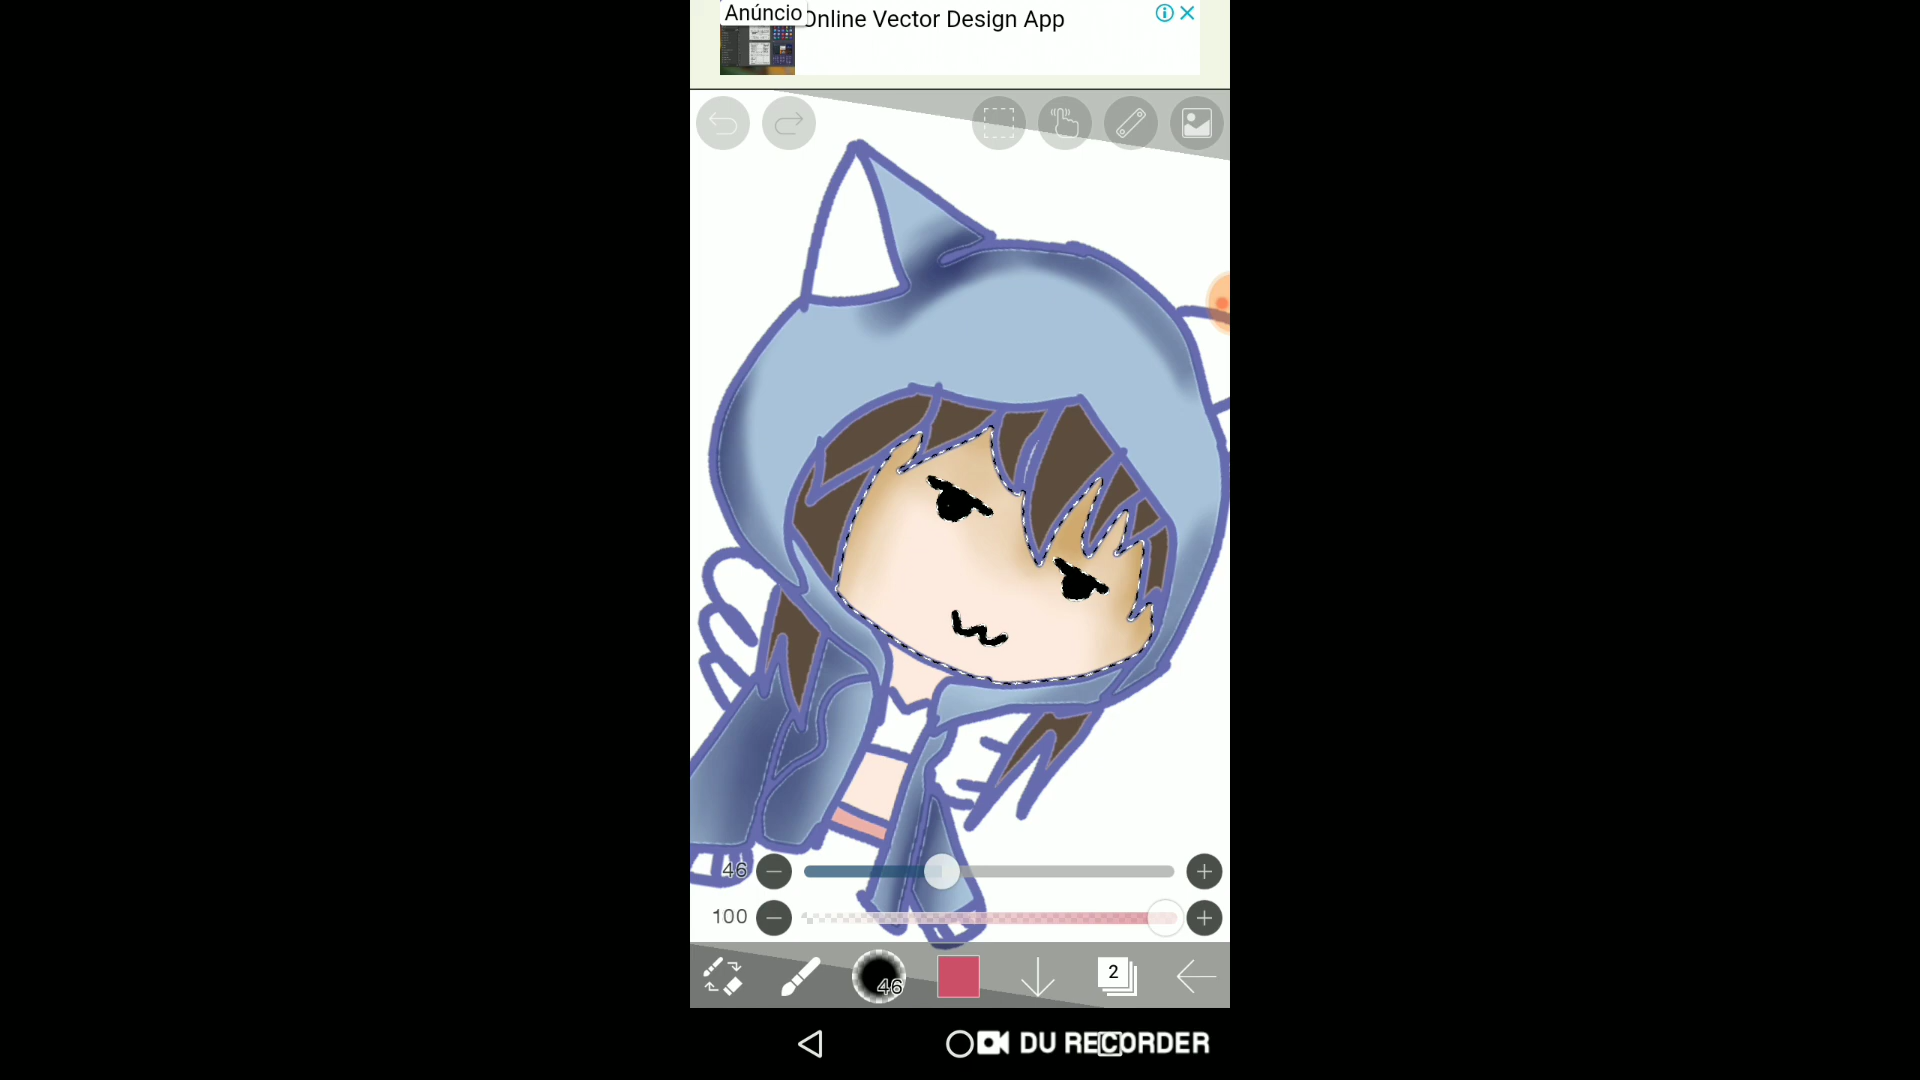 Anúncio
Online Vector Design App
46
100
46
2
DU RECORDER